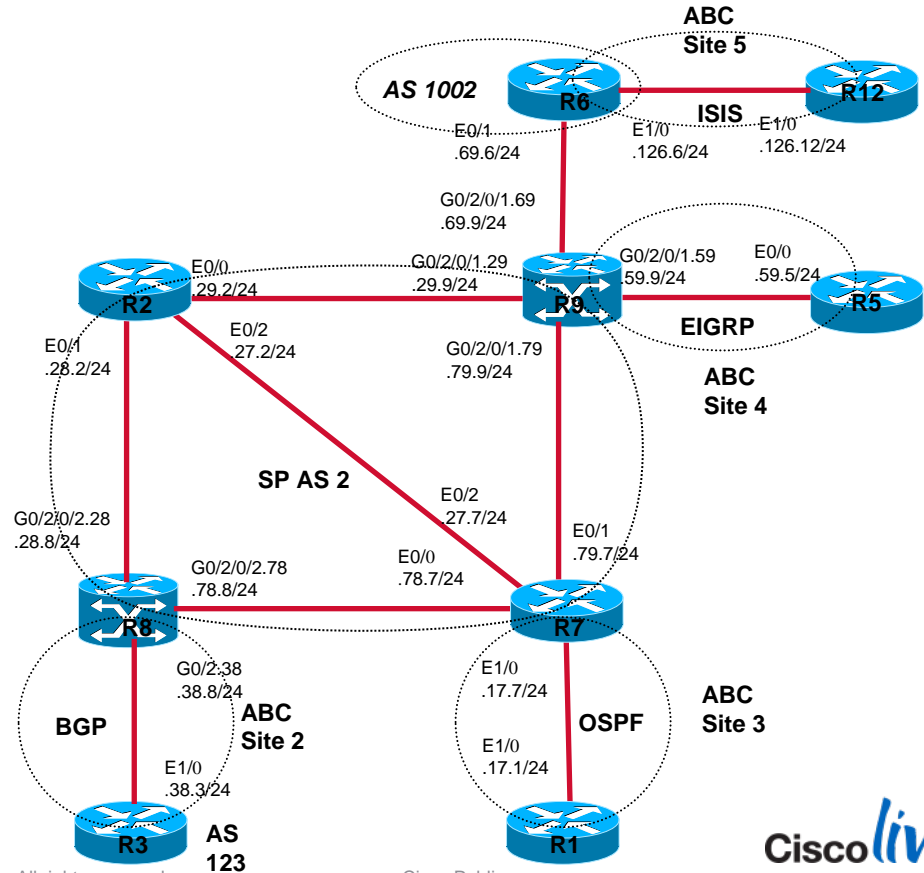 ABC
Site 5
AS 1002
R6
R12
ISIS
E0/1
.69.6/24
E1/0
.126.6/24
E1/0
.126.12/24
G0/2/0/1.69
.69.9/24
R2
E0/0
.29.2/24
G0/2/0/1.29
.29.9/24
R9
G0/2/0/1.59
.59.9/24
E0/0
.59.5/24
R5
EIGRP
E0/2
.27.2/24
E0/1
.28.2/24
G0/2/0/1.79
.79.9/24
ABC
Site 4
SP AS 2
E0/2
.27.7/24
G0/2/0/2.28
.28.8/24
E0/1
.79.7/24
E0/0
.78.7/24
G0/2/0/2.78
.78.8/24
R8
R7
G0/2.38
.38.8/24
E1/0
.17.7/24
ABC
Site 3
ABC
Site 2
BGP
OSPF
E1/0
.17.1/24
E1/0
.38.3/24
R3
AS
123
R1
Cisco liv